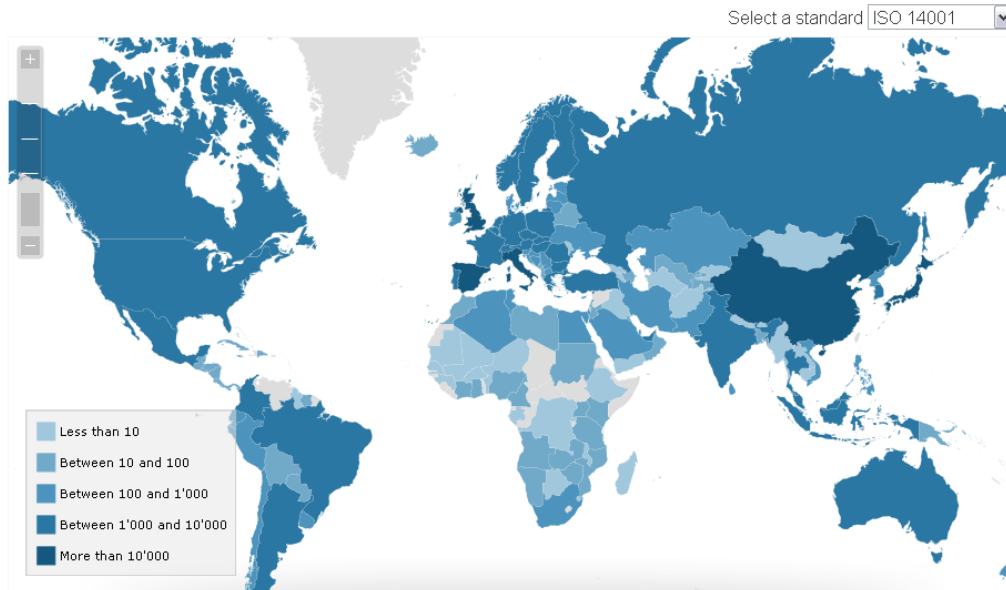 Select a standard ISO 14001
+
−
Less than 10
Between 10 and 100
Between 100 and 1'000
Between 1'000 and 10'000
More than 10'000